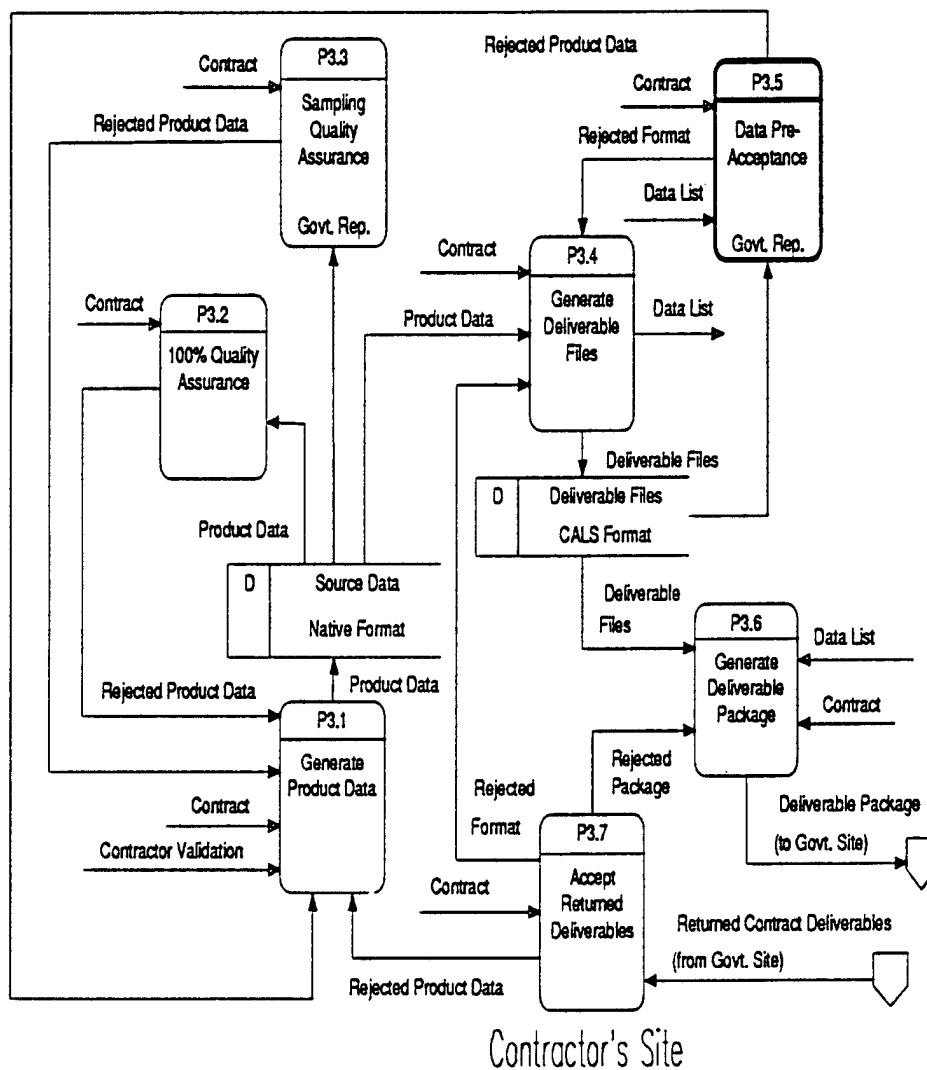 Rejected Product Data
P3.3
Contract
Sampling
Quality
Assurance
Govt. Rep.
Rejected Product Data
P3.5
Contract
Data Pre-
Acceptance
Rejected Format
Data List
Govt. Rep.
P3.4
Contract
Generate
Deliverable
Files
Product Data
Data List
P3.2
Contract
100% Quality
Assurance
Deliverable Files
D
Deliverable Files
CALS Format
Product Data
D
Source Data
Native Format
Deliverable
Files
P3.6
Generate
Deliverable
Package
Data List
Contract
Product Data
Rejected Product Data
P3.1
Generate
Product Data
Contract
Contractor Validation
Rejected
Package
Rejected
Format
Deliverable Package
(to Govt. Site)
P3.7
Accept
Returned
Deliverables
Contract
Returned Contract Deliverables
(from Govt. Site)
Rejected Product Data
Contractor's Site